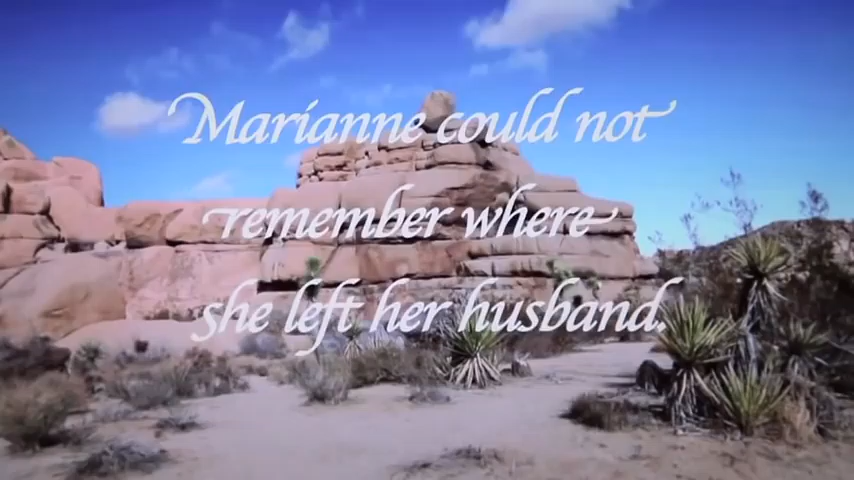 Marianne could not
remember where
she left her husband.